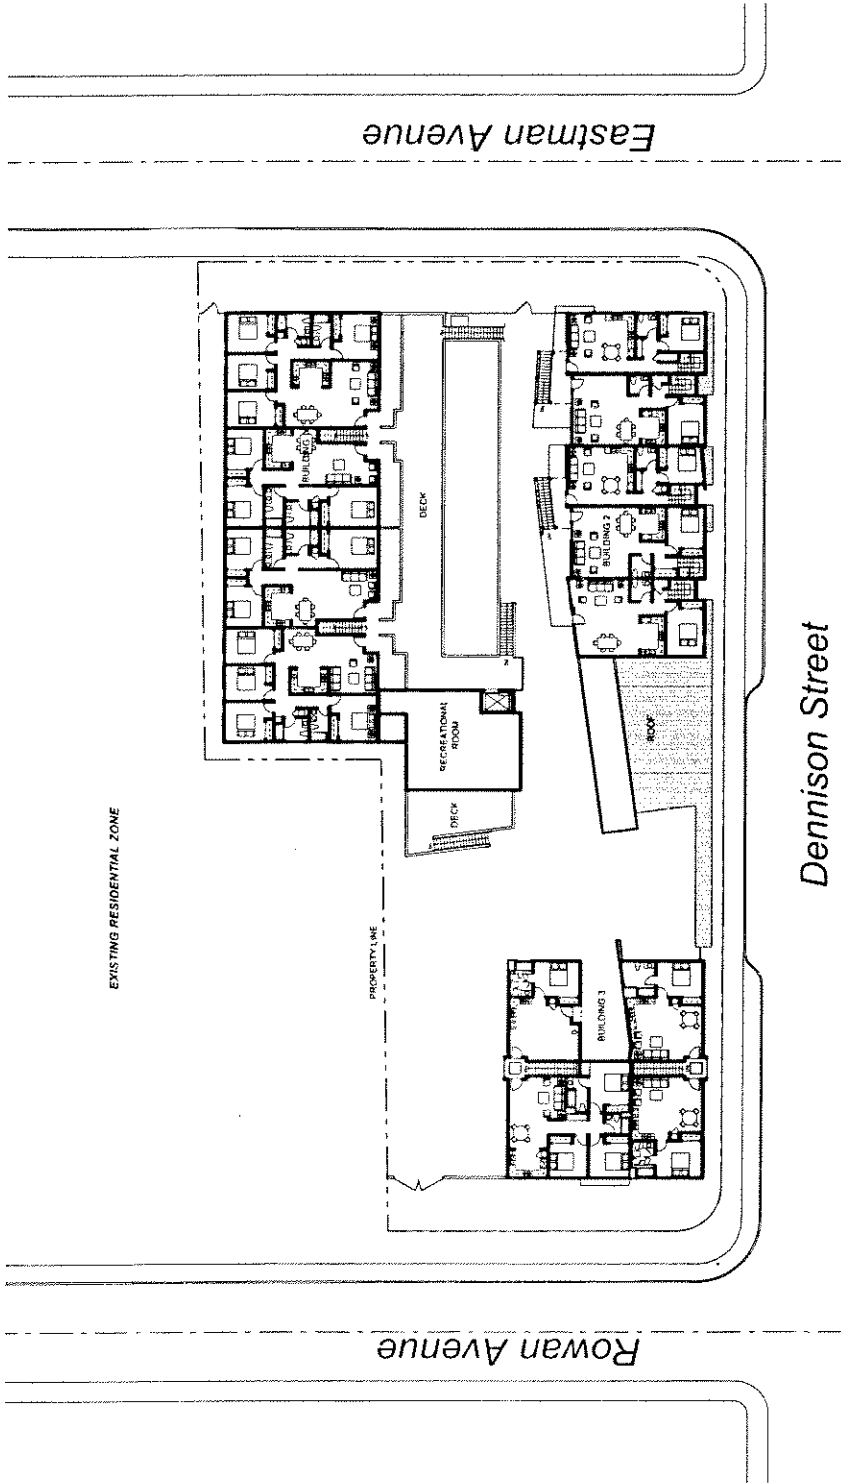 Eastman Avenue
BUILDING 1
DECK
BUILDING 2
RECREATIONAL
ROOM
ROOF
DECK
Dennison Street
EXISTING RESIDENTIAL ZONE
PROPERTY LINE
BUILDING 3
Rowan Avenue